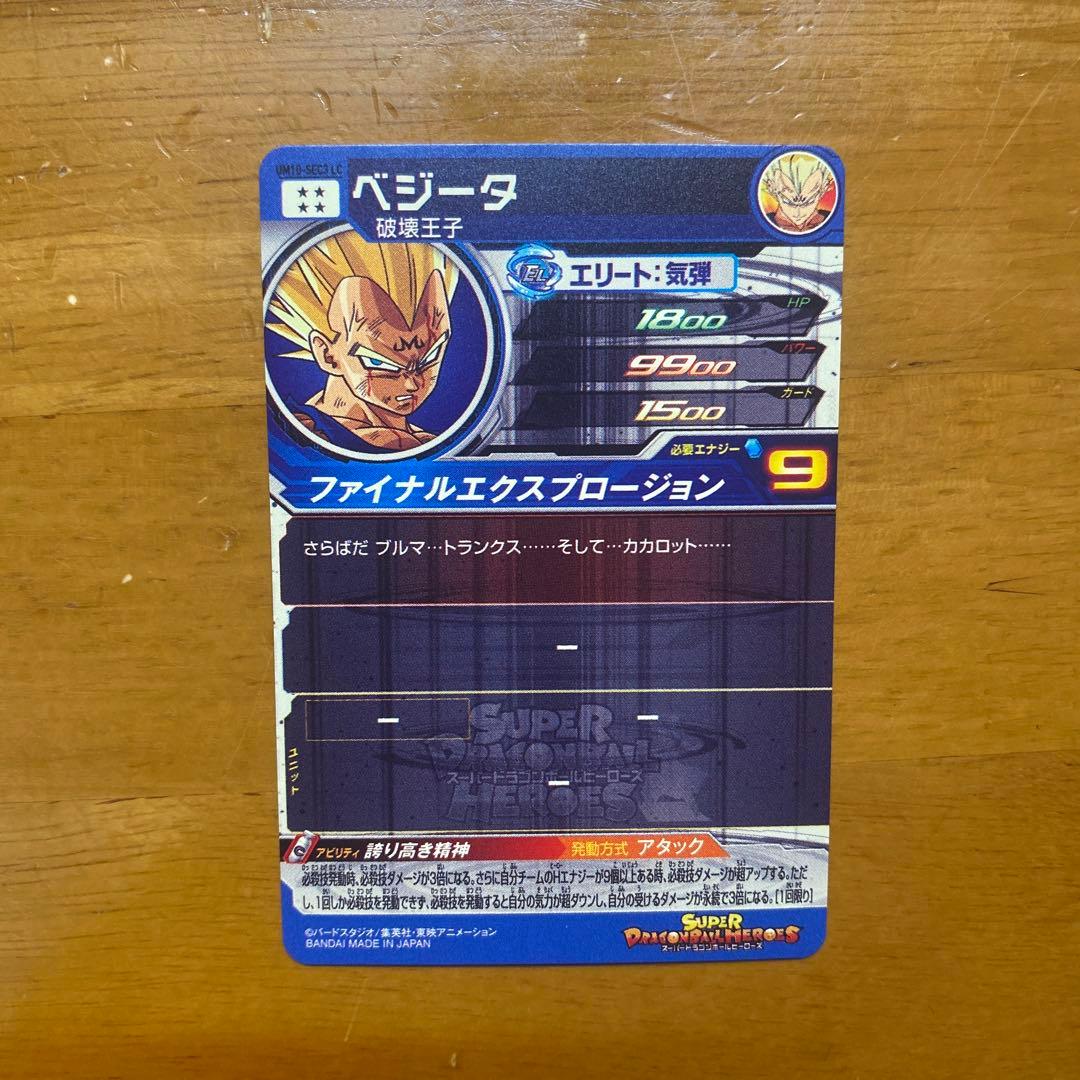 UM10-SEC3 LC
★★
★★
ベジータ
破壊王子
EL エリート：気弾
HP
1800
パワー
9900
カード
1500
必要エナジー
9
ファイナルエクスプロージョン
さらばだ ブルマ…トランクス……そして…カカロット……
ー
ー
ー
ユニット
ー
SUPER
DRAGONBALL
スーパードラゴンボールヒーローズ
HEROES
アビリティ 誇り高き精神
発動方式 アタック
必殺技発動時、必殺技ダメージが3倍になる。さらに自分チームのHエナジーが9個以上ある時、必殺技ダメージが超アップする。ただ
し、1回しか必殺技を発動できず、必殺技を発動すると自分の気力が超ダウンし、自分の受けるダメージが永続で3倍になる。[1回限り]
©バードスタジオ/集英社・東映アニメーション
BANDAI MADE IN JAPAN
SUPER
DRAGONBALL HEROES
スーパードラゴンボールヒーローズ